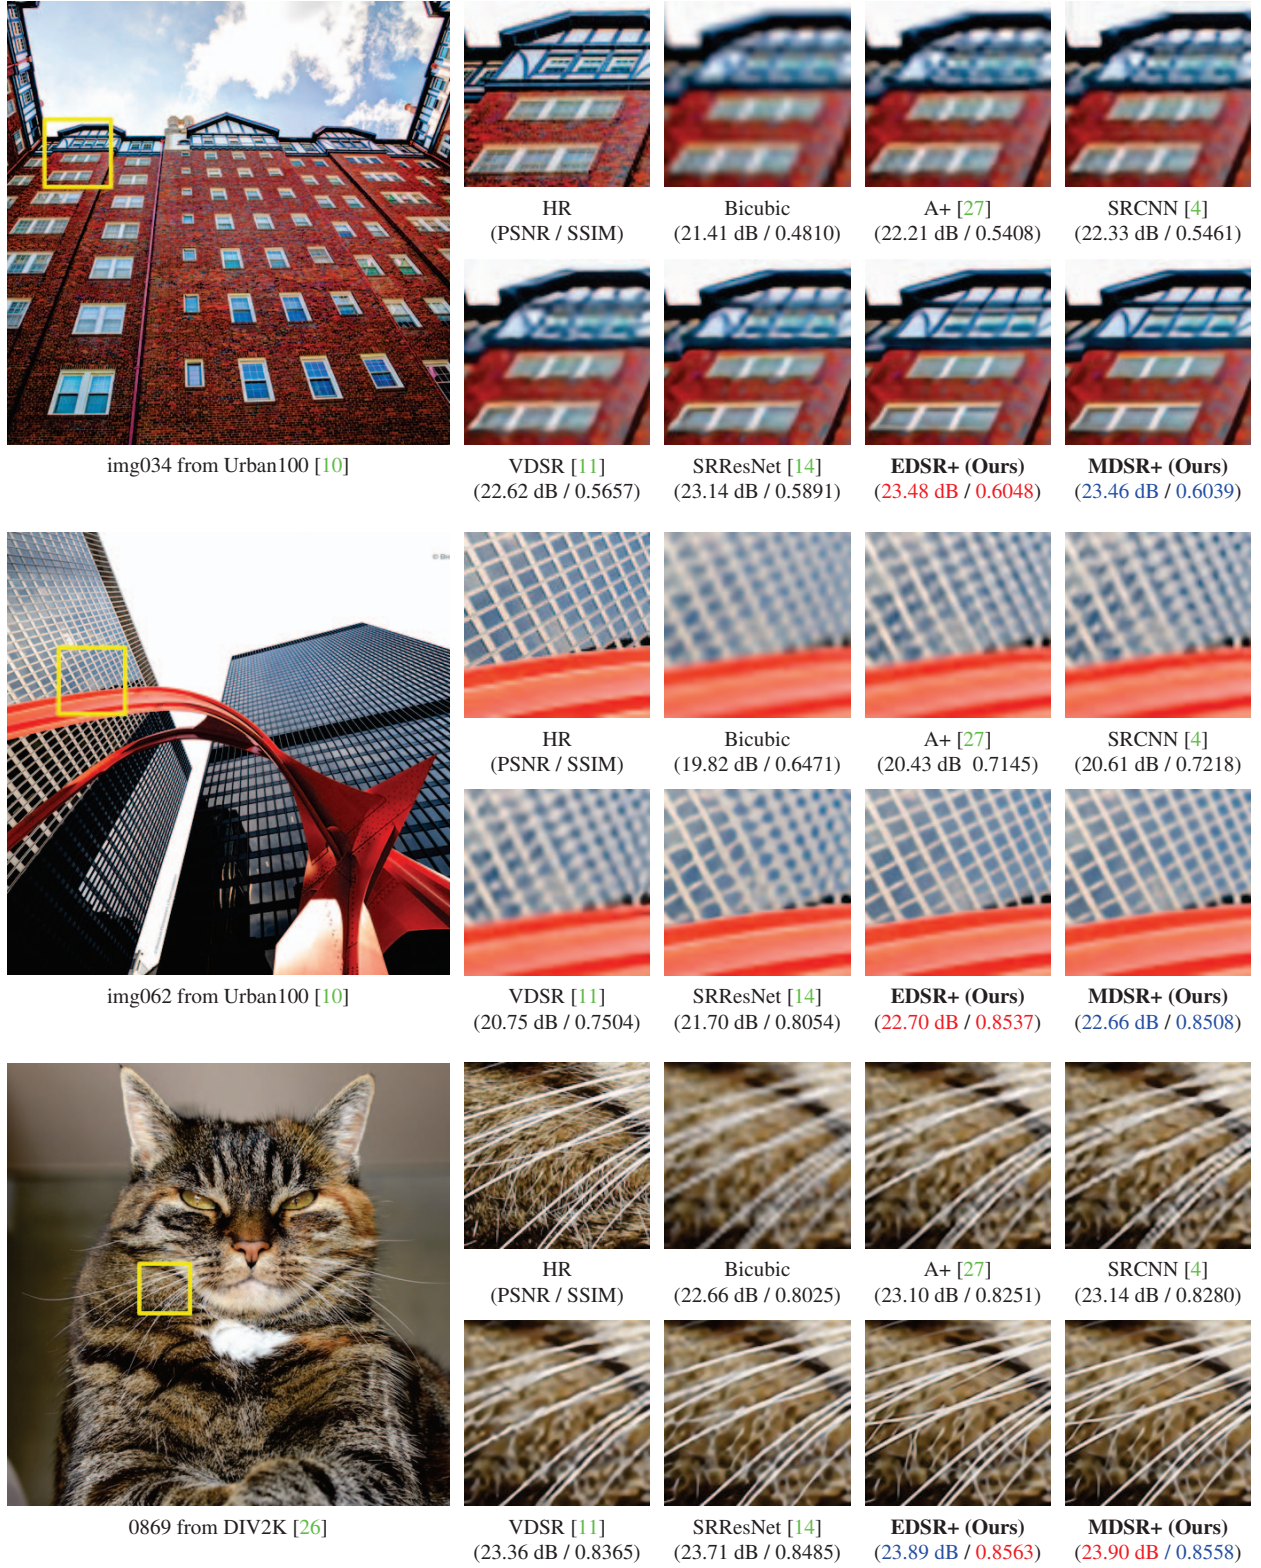 HR
(PSNR / SSIM)
Bicubic
(21.41 dB / 0.4810)
A+ [27]
(22.21 dB / 0.5408)
SRCNN [4]
(22.33 dB / 0.5461)
img034 from Urban100 [10]
VDSR [11]
(22.62 dB / 0.5657)
SRResNet [14]
(23.14 dB / 0.5891)
EDSR+ (Ours)
(23.48 dB / 0.6048)
MDSR+ (Ours)
(23.46 dB / 0.6039)
HR
(PSNR / SSIM)
Bicubic
(19.82 dB / 0.6471)
A+ [27]
(20.43 dB 0.7145)
SRCNN [4]
(20.61 dB / 0.7218)
img062 from Urban100 [10]
VDSR [11]
(20.75 dB / 0.7504)
SRResNet [14]
(21.70 dB / 0.8054)
EDSR+ (Ours)
(22.70 dB / 0.8537)
MDSR+ (Ours)
(22.66 dB / 0.8508)
HR
(PSNR / SSIM)
Bicubic
(22.66 dB / 0.8025)
A+ [27]
(23.10 dB / 0.8251)
SRCNN [4]
(23.14 dB / 0.8280)
0869 from DIV2K [26]
VDSR [11]
(23.36 dB / 0.8365)
SRResNet [14]
(23.71 dB / 0.8485)
EDSR+ (Ours)
(23.89 dB / 0.8563)
MDSR+ (Ours)
(23.90 dB / 0.8558)